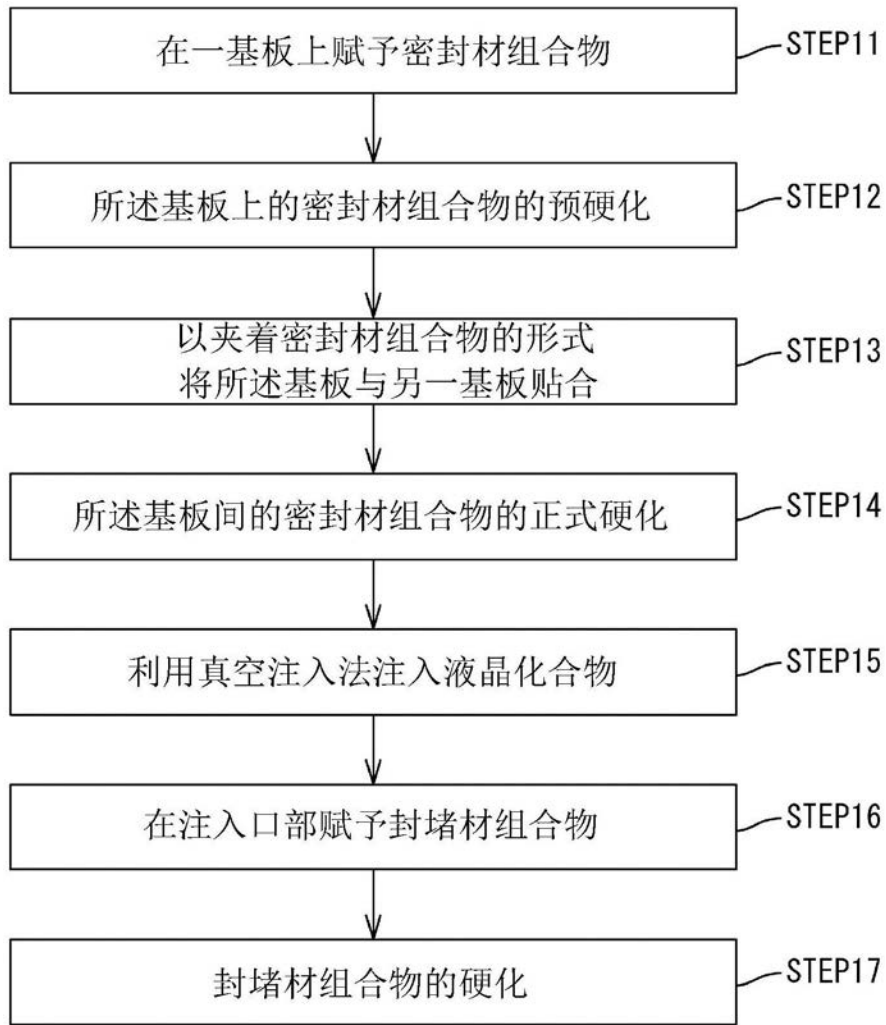 在一基板上赋予密封材组合物
STEP11
所述基板上的密封材组合物的预硬化
STEP12
以夹着密封材组合物的形式
将所述基板与另一基板贴合
STEP13
所述基板间的密封材组合物的正式硬化
STEP14
利用真空注入法注入液晶化合物
STEP15
在注入口部赋予封堵材组合物
STEP16
封堵材组合物的硬化
STEP17